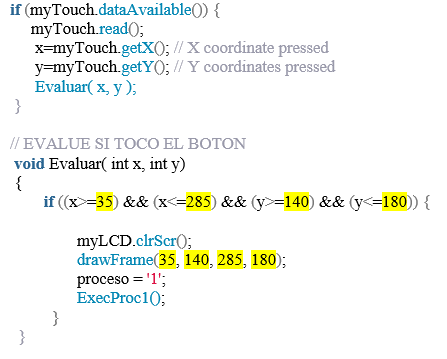 if (myTouch.dataAvailable()) {
myTouch.read();
x=myTouch.getX(); // X coordinate pressed
y=myTouch.getY(); // Y coordinates pressed
Evaluar( x, y );
}
// EVALUE SI TOCO EL BOTON
void Evaluar( int x, int y)
{
if ((x>=35) && (x<=285) && (y>=140) && (y<=180)) {
myLCD.clrScr();
drawFrame(35, 140, 285, 180);
proceso = '1';
ExecProc1();
}
}